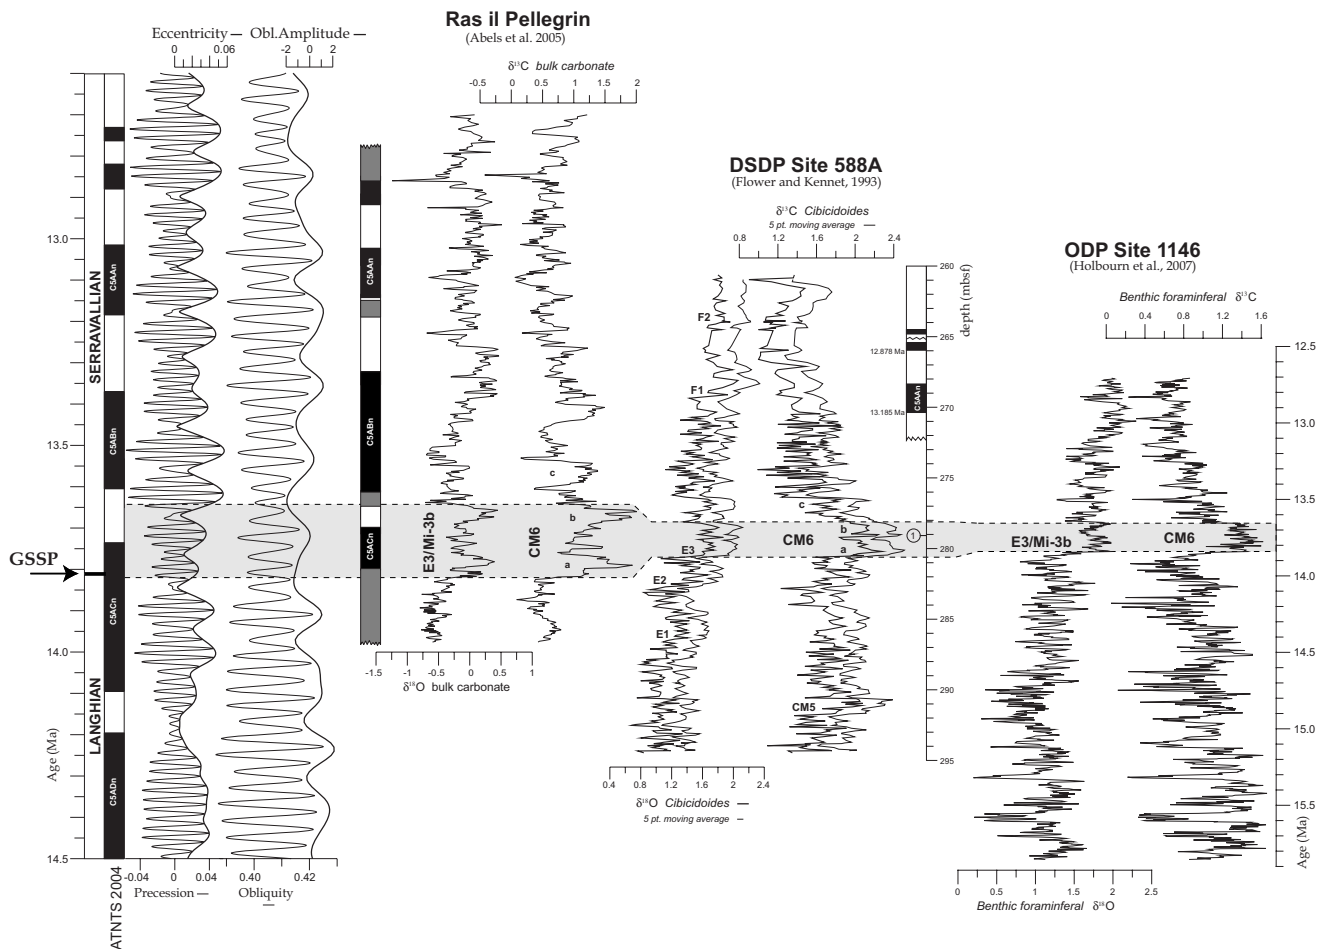 Ras il Pellegrin
(Abels et al. 2005)
Eccentricity — Obl.Amplitude —
0 0.06 -2 0 2
δ¹³C bulk carbonate
-0.5 0 0.5 1 1.5 2
DSDP Site 588A
(Flower and Kennet, 1993)
δ¹³C Cibicidoides
5 pt. moving average —
0.8 1.2 1.6 2 2.4
ODP Site 1146
(Holbourn et al., 2007)
Benthic foraminferal δ¹³C
0 0.4 0.8 1.2 1.6
SERRAVALLIAN
LANGHIAN
Age (Ma)
13.0
13.5
14.0
14.5
C5AAn
C5ABn
C5ACn
C5ADn
GSSP
ATNTS 2004
-0.04 0 0.04 0.40 0.42
Precession — Obliquity
—
C5AAn
C5ABn
C5ACn
E3/Mi-3b
CM6
c
b
a
-1.5 -1 -0.5 0 0.5 1
δ¹⁸O bulk carbonate
F2
F1
E3
E2
E1
c
b
a
CM6
CM5
1
0.4 0.8 1.2 1.6 2 2.4
δ¹⁸O Cibicidoides —
5 pt. moving average —
depth (mbsf)
260
265
270
275
280
285
290
295
12.878 Ma
C5AAn
13.185 Ma
E3/Mi-3b
CM6
0 0.5 1 1.5 2 2.5
Benthic foraminferal δ¹⁸O
12.5
13.0
13.5
14.0
14.5
15.0
15.5
Age (Ma)